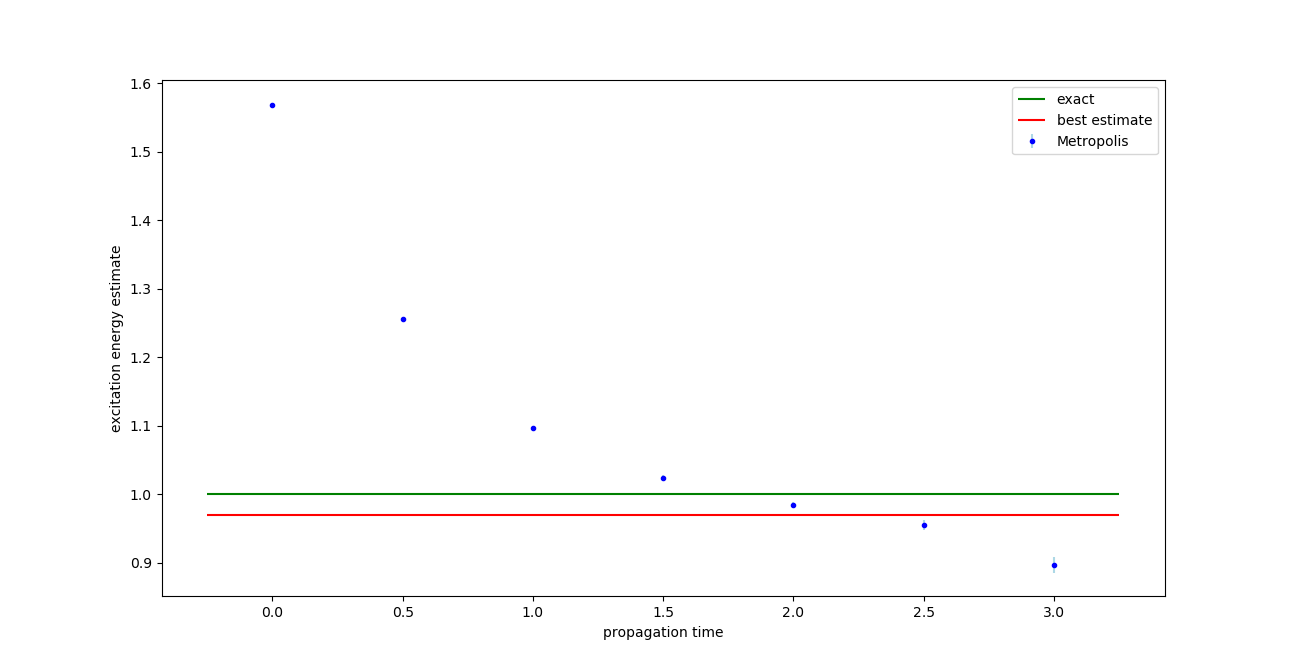 exact
best estimate
Metropolis
excitation energy estimate
1.6
1.5
1.4
1.3
1.2
1.1
1.0
0.9
0.0 0.5 1.0 1.5 2.0 2.5 3.0
propagation time